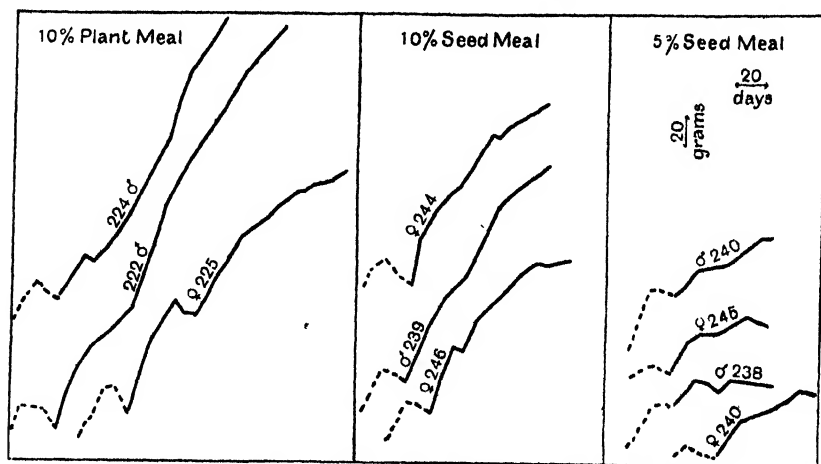 10% Plant Meal
224 ♂
222 ♂
♀ 225
10% Seed Meal
♀ 244
♂ 239
♀ 246
5% Seed Meal
20
days
20
grams
♂ 240
♀ 245
♂ 238
♀ 240